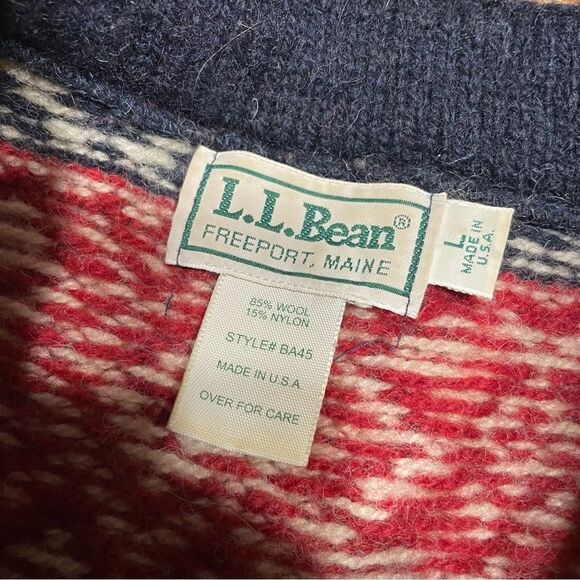 L.L.Bean®
FREEPORT, MAINE
L
MADE IN
U.S.A.
85% WOOL
15% NYLON
STYLE# BA45
MADE IN U.S.A
OVER FOR CARE